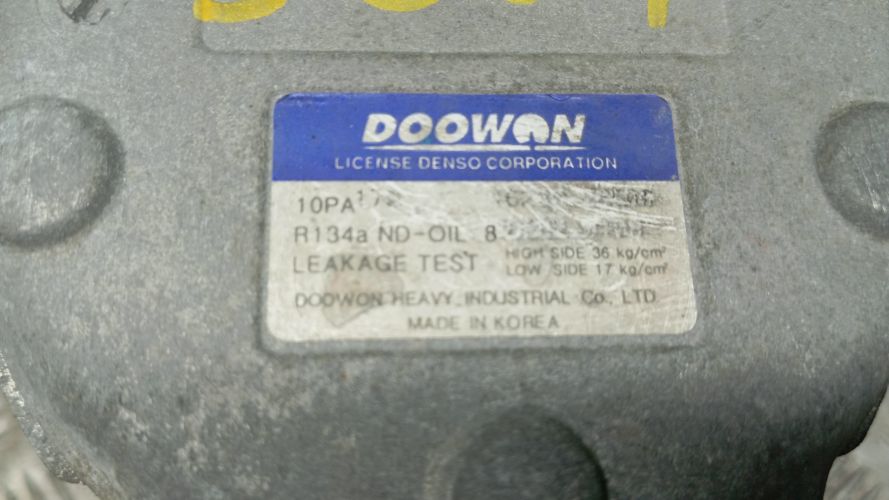 DOOWON
LICENSE DENSO CORPORATION
R134a ND-OIL 8
LEAKAGE TEST HIGH SIDE 36 kg/cm²
LOW SIDE 17 kg/cm²
DOOWON HEAVY INDUSTRIAL Co., LTD
MADE IN KOREA